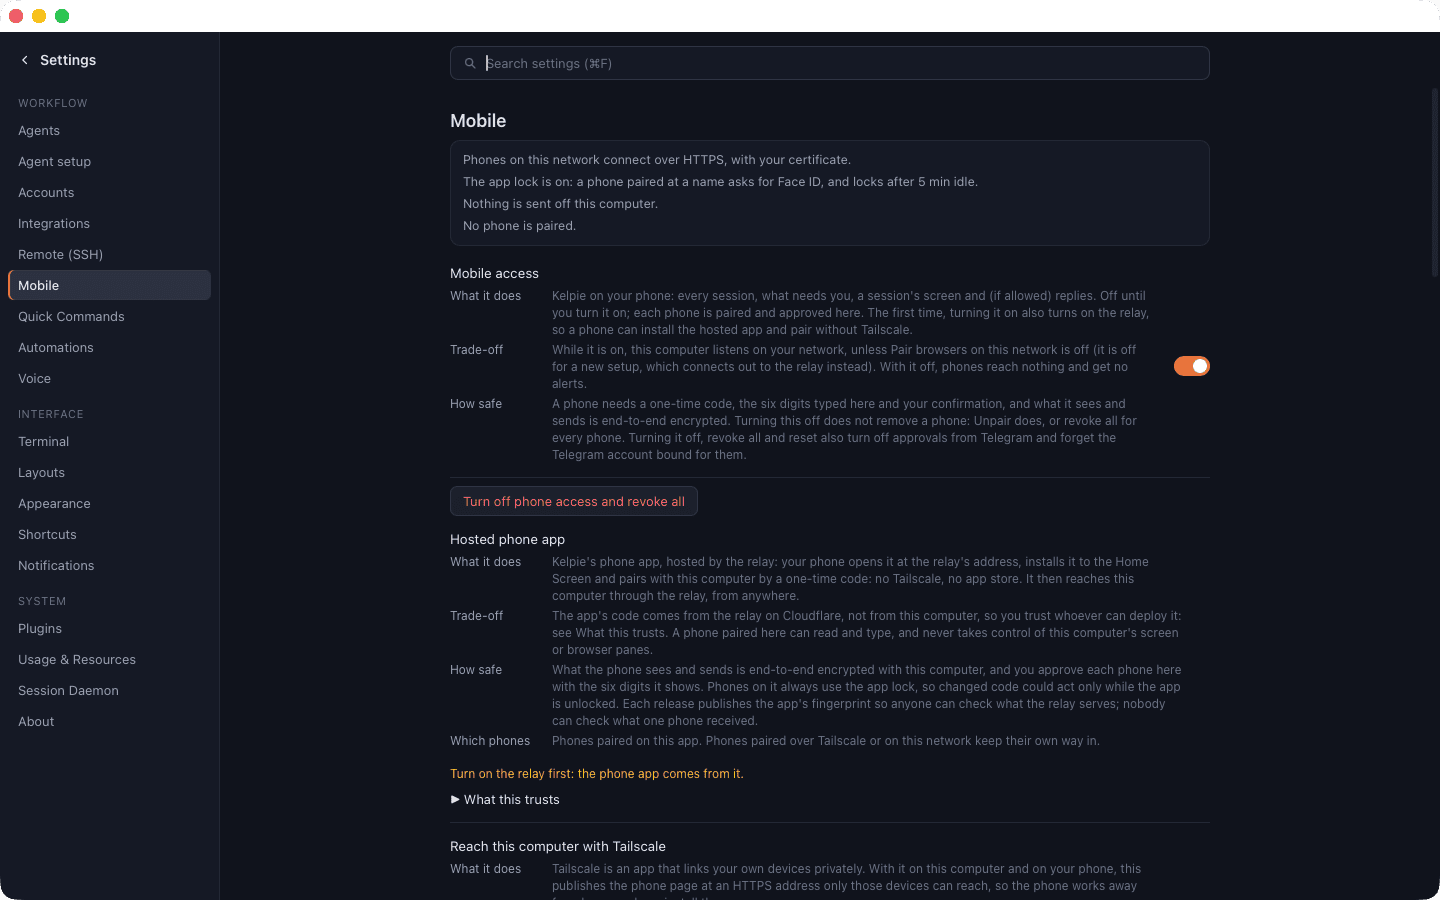 Settings
WORKFLOW
Agents
Agent setup
Accounts
Integrations
Remote (SSH)
Mobile
Quick Commands
Automations
Voice
INTERFACE
Terminal
Layouts
Appearance
Shortcuts
Notifications
SYSTEM
Plugins
Usage & Resources
Session Daemon
About
Search settings (⌘F)
Mobile
Phones on this network connect over HTTPS, with your certificate.
The app lock is on: a phone paired at a name asks for Face ID, and locks after 5 min idle.
Nothing is sent off this computer.
No phone is paired.
Mobile access
What it does
Kelpie on your phone: every session, what needs you, a session's screen and (if allowed) replies. Off until
you turn it on; each phone is paired and approved here. The first time, turning it on also turns on the relay,
so a phone can install the hosted app and pair without Tailscale.
Trade-off
While it is on, this computer listens on your network, unless Pair browsers on this network is off (it is off
for a new setup, which connects out to the relay instead). With it off, phones reach nothing and get no
alerts.
How safe
A phone needs a one-time code, the six digits typed here and your confirmation, and what it sees and
sends is end-to-end encrypted. Turning this off does not remove a phone: Unpair does, or revoke all for
every phone. Turning it off, revoke all and reset also turn off approvals from Telegram and forget the
Telegram account bound for them.
Turn off phone access and revoke all
Hosted phone app
What it does
Kelpie's phone app, hosted by the relay: your phone opens it at the relay's address, installs it to the Home
Screen and pairs with this computer by a one-time code: no Tailscale, no app store. It then reaches this
computer through the relay, from anywhere.
Trade-off
The app's code comes from the relay on Cloudflare, not from this computer, so you trust whoever can deploy it:
see What this trusts. A phone paired here can read and type, and never takes control of this computer's screen
or browser panes.
How safe
What the phone sees and sends is end-to-end encrypted with this computer, and you approve each phone here
with the six digits it shows. Phones on it always use the app lock, so changed code could act only while the app
is unlocked. Each release publishes the app's fingerprint so anyone can check what the relay serves; nobody
can check what one phone received.
Which phones
Phones paired on this app. Phones paired over Tailscale or on this network keep their own way in.
Turn on the relay first: the phone app comes from it.
▶ What this trusts
Reach this computer with Tailscale
What it does
Tailscale is an app that links your own devices privately. With it on this computer and on your phone, this
publishes the phone page at an HTTPS address only those devices can reach, so the phone works away